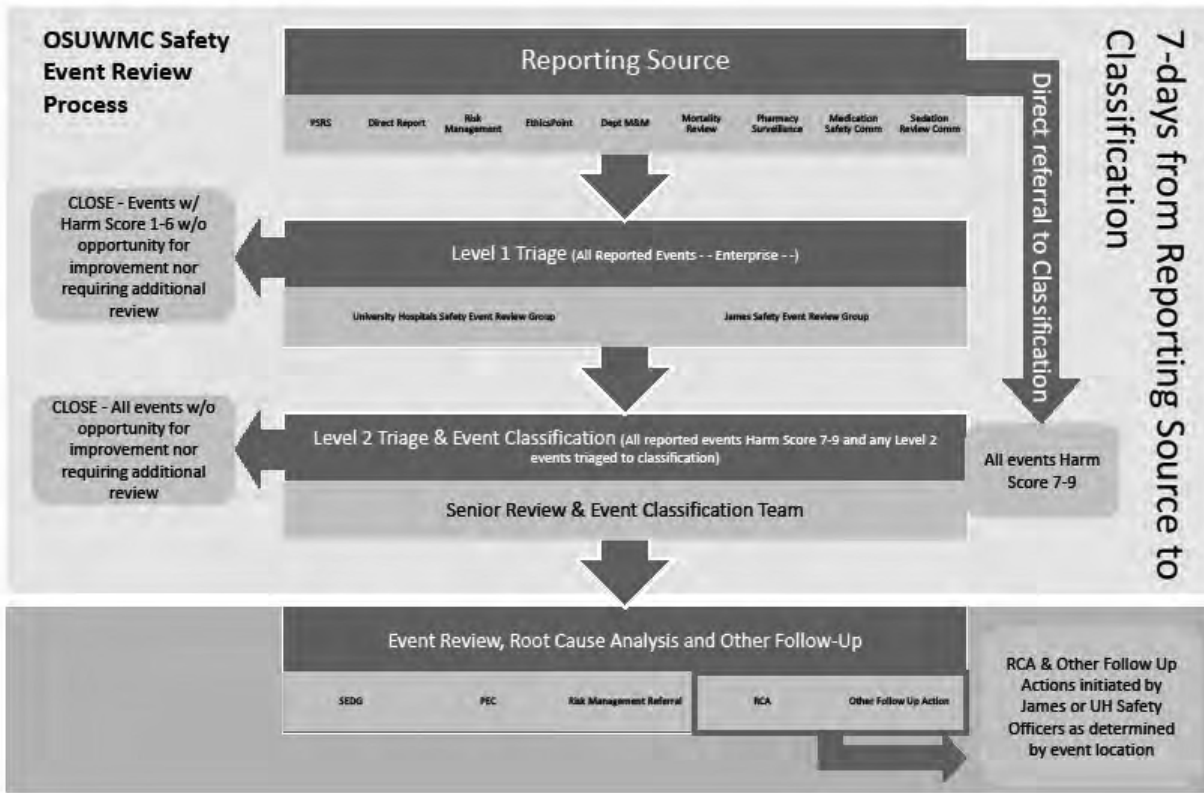 OSUWMC Safety
Event Review
Process
Reporting Source
PSRS
Direct Report
Risk
Management
EthicsPoint
Dept M&M
Mortality
Review
Pharmacy
Surveillance
Medication
Safety Comm
Sedation
Review Comm
Direct referral to Classification
7-days from Reporting Source to
Classification
CLOSE - Events w/
Harm Score 1-6 w/o
opportunity for
improvement nor
requiring additional
review
Level 1 Triage (All Reported Events - - Enterprise - -)
University Hospitals Safety Event Review Group
James Safety Event Review Group
CLOSE - All events w/o
opportunity for
improvement nor
requiring additional
review
Level 2 Triage & Event Classification (All reported events Harm Score 7-9 and any Level 2
events triaged to classification)
Senior Review & Event Classification Team
All events Harm
Score 7-9
Event Review, Root Cause Analysis and Other Follow-Up
SEDG
PEC
Risk Management Referral
RCA
Other Follow Up Action
RCA & Other Follow Up
Actions initiated by
James or UH Safety
Officers as determined
by event location